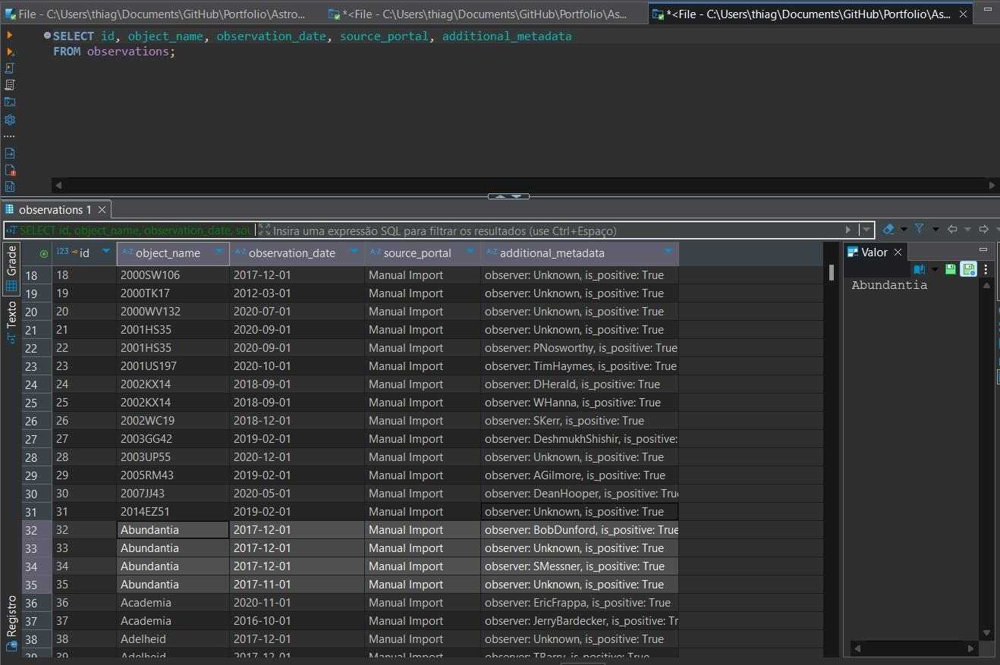 File - C:\Users\thiag\Documents\GitHub\Portfolio\Astro...
*<File - C:\Users\thiag\Documents\GitHub\Portfolio\As...
*<File - C:\Users\thiag\Documents\GitHub\Portfolio\As...
SELECT id, object_name, observation_date, source_portal, additional_metadata
FROM observations;
observations 1
SELECT id, object_name, observation_date, sou
Insira uma expressão SQL para filtrar os resultados (use Ctrl+Espaço)
Grade
Texto
Registro
123 id A-Z object_name A-Z observation_date A-Z source_portal A-Z additional_metadata
18 18 2000SW106 2017-12-01 Manual Import observer: Unknown, is_positive: True
19 19 2000TK17 2012-03-01 Manual Import observer: Unknown, is_positive: True
20 20 2000WV132 2020-07-01 Manual Import observer: Unknown, is_positive: True
21 21 2001HS35 2020-09-01 Manual Import observer: Unknown, is_positive: True
22 22 2001HS35 2020-09-01 Manual Import observer: PNosworthy, is_positive: True
23 23 2001US197 2020-10-01 Manual Import observer: TimHaymes, is_positive: True
24 24 2002KX14 2018-09-01 Manual Import observer: DHerald, is_positive: True
25 25 2002KX14 2018-09-01 Manual Import observer: WHanna, is_positive: True
26 26 2002WC19 2018-12-01 Manual Import observer: SKerr, is_positive: True
27 27 2003GG42 2019-02-01 Manual Import observer: DeshmukhShishir, is_positive:
28 28 2003UP55 2020-12-01 Manual Import observer: Unknown, is_positive: True
29 29 2005RM43 2019-02-01 Manual Import observer: AGilmore, is_positive: True
30 30 2007JJ43 2020-05-01 Manual Import observer: DeanHooper, is_positive: Tru
31 31 2014EZ51 2019-02-01 Manual Import observer: Unknown, is_positive: True
32 32 Abundantia 2017-12-01 Manual Import observer: BobDunford, is_positive: True
33 33 Abundantia 2017-12-01 Manual Import observer: Unknown, is_positive: True
34 34 Abundantia 2017-12-01 Manual Import observer: SMessner, is_positive: True
35 35 Abundantia 2017-11-01 Manual Import observer: Unknown, is_positive: True
36 36 Academia 2020-11-01 Manual Import observer: EricFrappa, is_positive: True
37 37 Academia 2016-10-01 Manual Import observer: JerryBardecker, is_positive: Tr
38 38 Adelheid 2017-12-01 Manual Import observer: Unknown, is_positive: True
39 39 Adelheid 2017-12-01 Manual Import observer: TBarry, is_positive: True
Valor
Abundantia